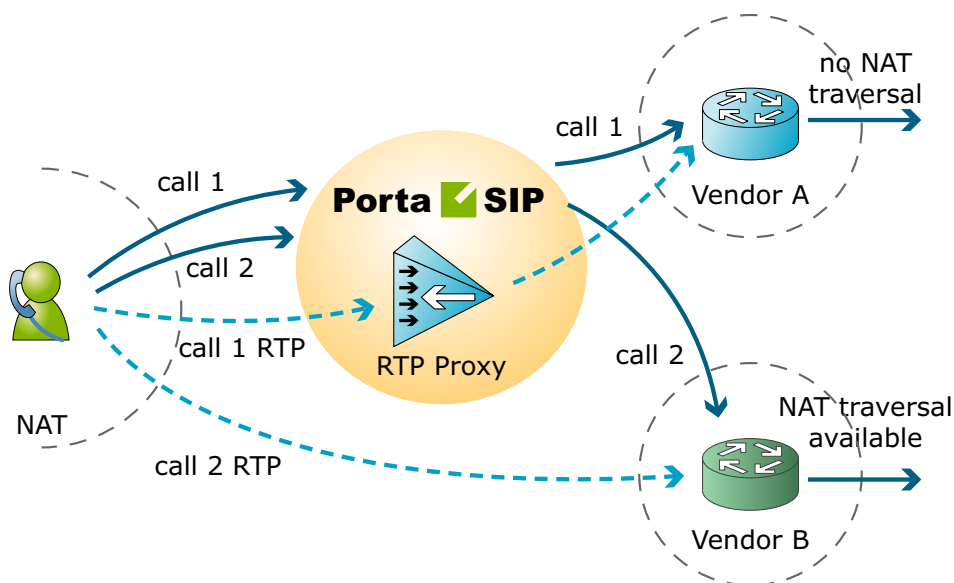 no NAT
traversal
call 1
Vendor A
call 1
Porta SIP
call 2
RTP Proxy
call 1 RTP
call 2
NAT
NAT traversal
available
call 2 RTP
Vendor B